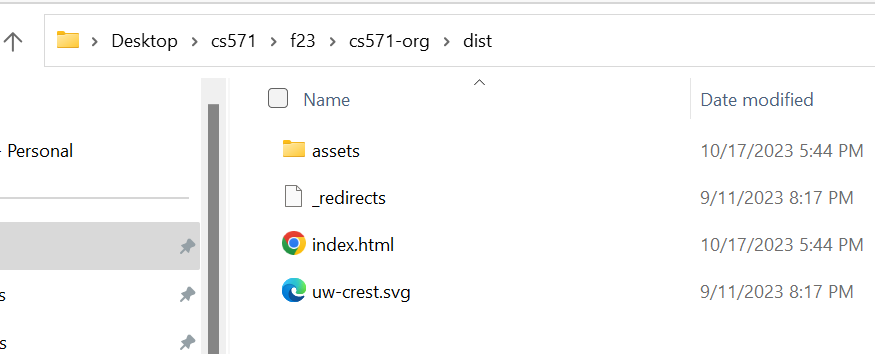 Desktop > cs571 > f23 > cs571-org > dist
Name Date modified
- Personal
assets 10/17/2023 5:44 PM
_redirects 9/11/2023 8:17 PM
index.html 10/17/2023 5:44 PM
uw-crest.svg 9/11/2023 8:17 PM
s
s